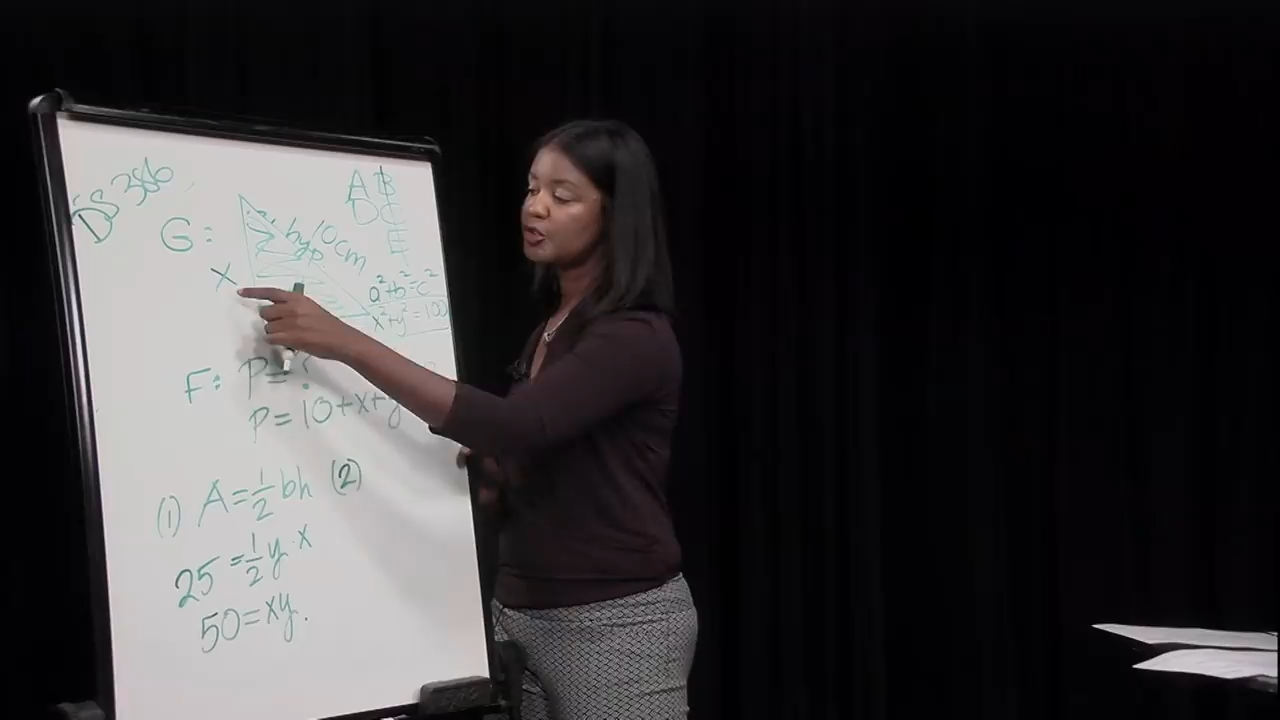 DS 386
G:
x
hyp 10cm
A B
D C
E
a²+b²=c²
x²+y²=100
F: P=?
P=10+x+y
(1) A=½bh (2)
25=½y·x
50=xy.